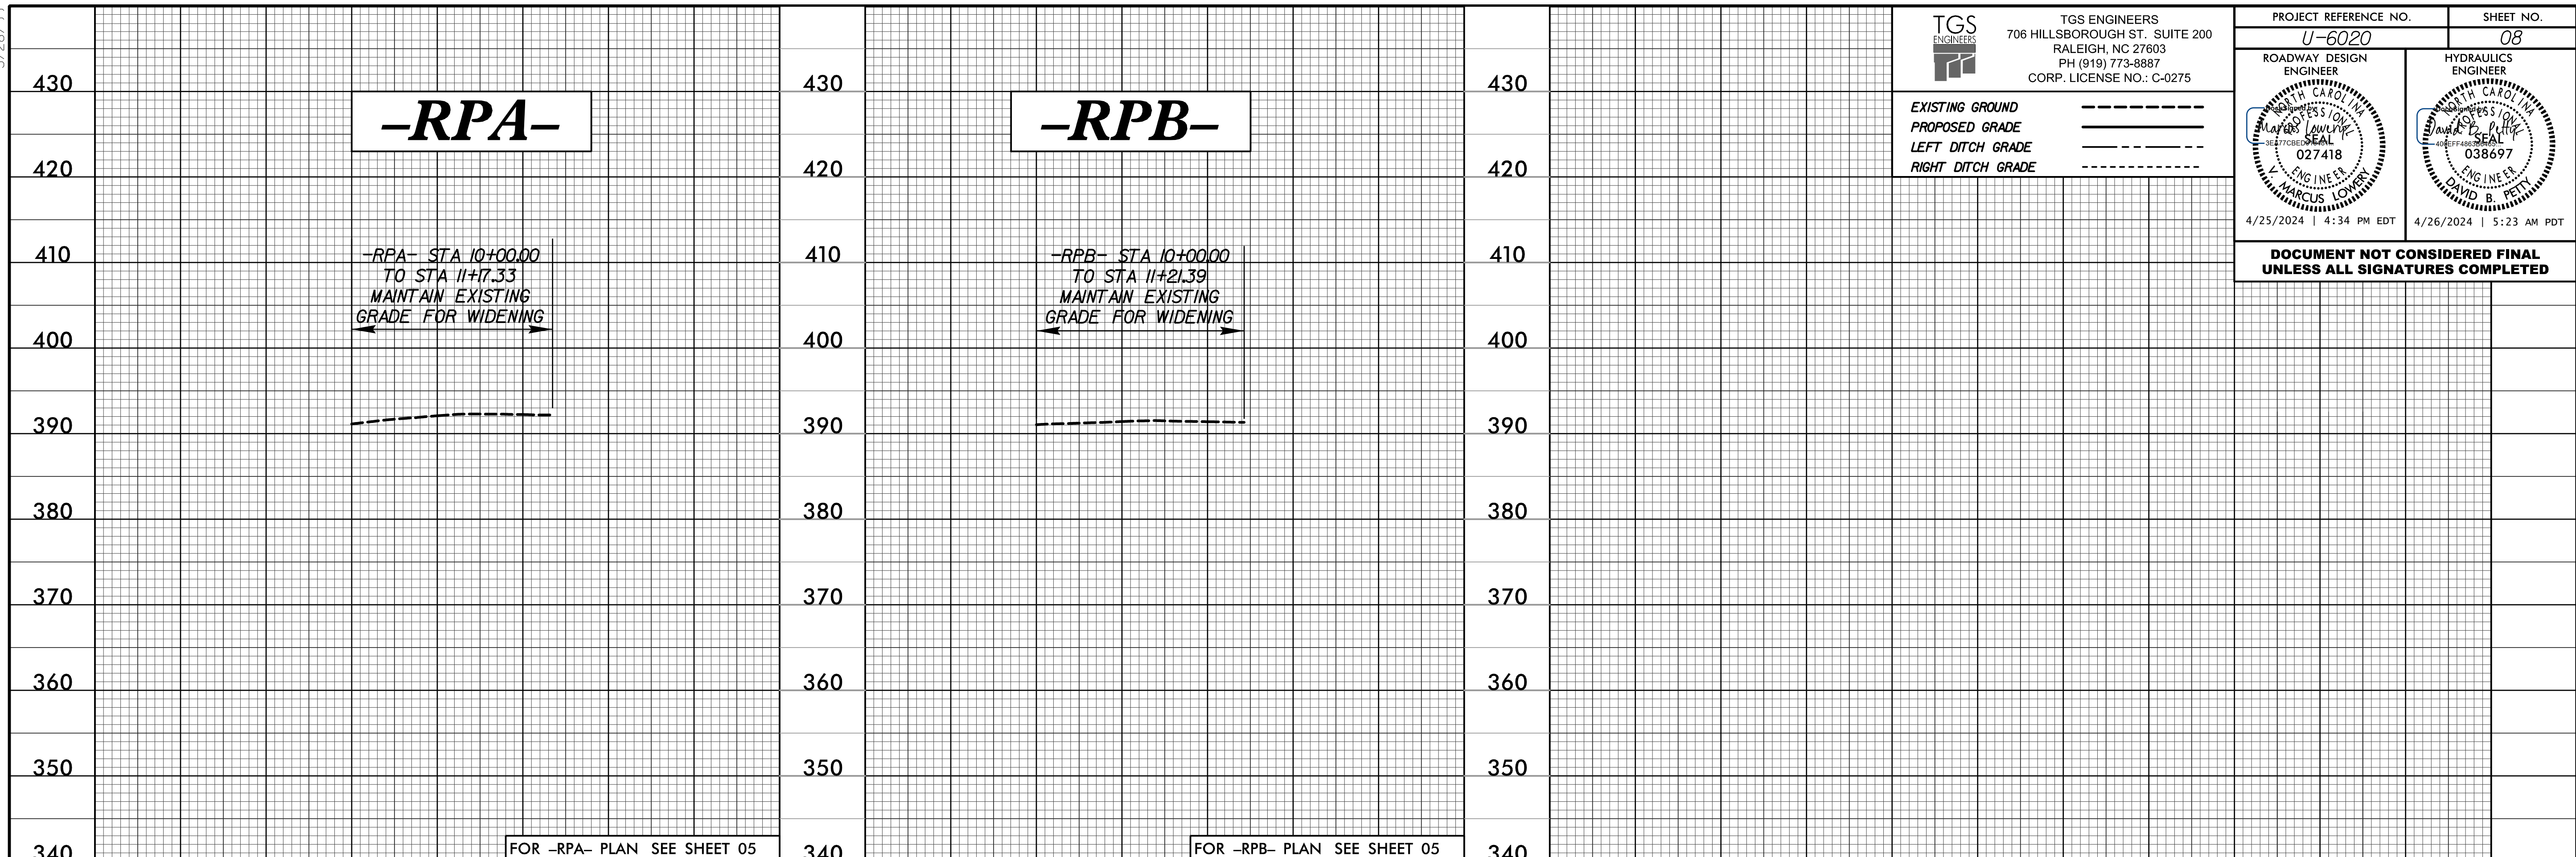 TGS
ENGINEERS
TGS ENGINEERS
706 HILLSBOROUGH ST. SUITE 200
RALEIGH, NC 27603
PH (919) 773-8887
CORP. LICENSE NO.: C-0275
PROJECT REFERENCE NO.
SHEET NO.
U-6020
08
ROADWAY DESIGN
ENGINEER
HYDRAULICS
ENGINEER
NORTH CAROLINA
PROFESSIONAL
SEAL
027418
ENGINEER
V. MARCUS LOWERY
4/25/2024 | 4:34 PM EDT
NORTH CAROLINA
PROFESSIONAL
David B. Petty
SEAL
038697
ENGINEER
DAVID B. PETTY
4/26/2024 | 5:23 AM PDT
DOCUMENT NOT CONSIDERED FINAL
UNLESS ALL SIGNATURES COMPLETED
EXISTING GROUND
PROPOSED GRADE
LEFT DITCH GRADE
RIGHT DITCH GRADE
430
430
430
–RPA–
–RPB–
420
420
420
410
410
410
-RPA- STA 10+00.00
TO STA 11+17.33
MAINTAIN EXISTING
GRADE FOR WIDENING
-RPB- STA 10+00.00
TO STA 11+21.39
MAINTAIN EXISTING
GRADE FOR WIDENING
400
400
400
390
390
390
380
380
380
370
370
370
360
360
360
350
350
350
340
FOR –RPA– PLAN SEE SHEET 05
340
FOR –RPB– PLAN SEE SHEET 05
340